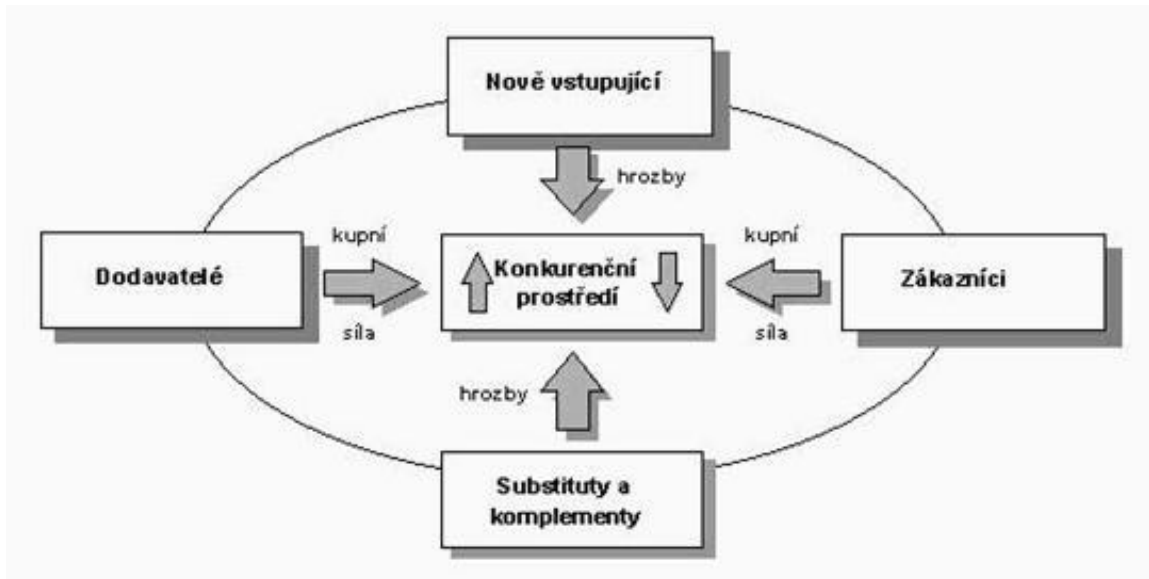 Nově vstupující
hrozby
kupní
Dodavatelé
síla
Konkurenční
prostředí
kupní
Zákazníci
síla
hrozby
Substituty a
komplementy